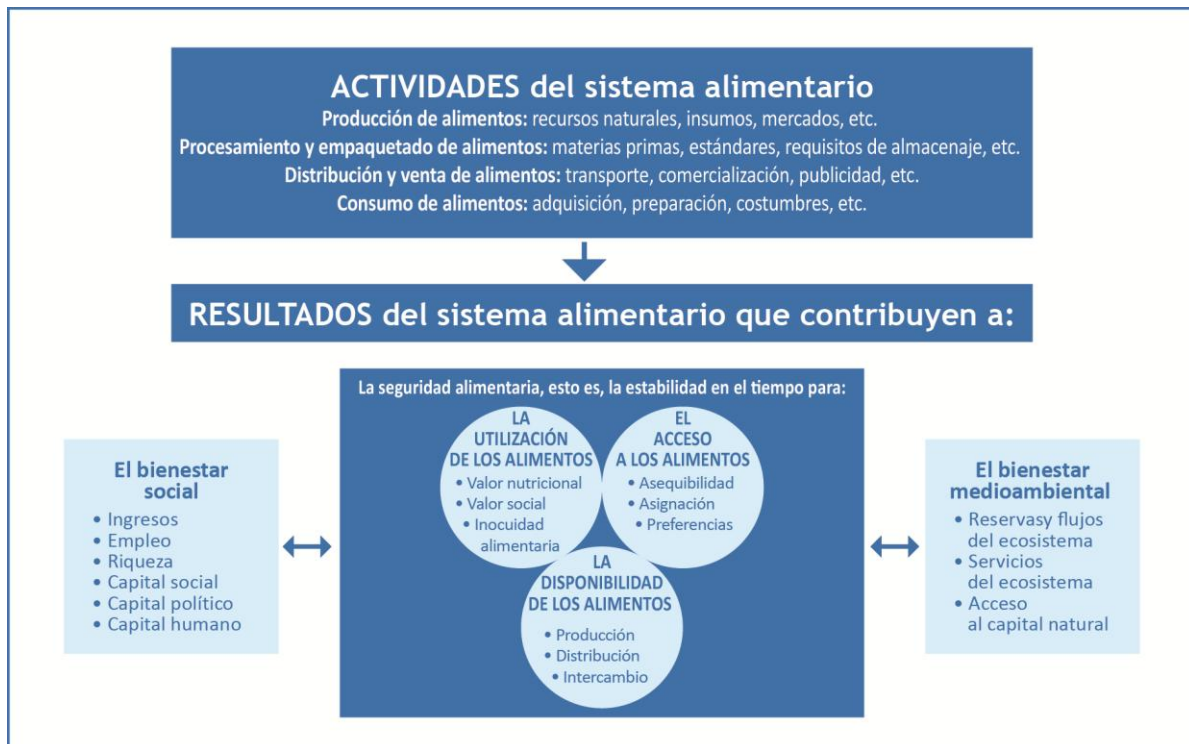 ACTIVIDADES del sistema alimentario
Producción de alimentos: recursos naturales, insumos, mercados, etc.
Procesamiento y empaquetado de alimentos: materias primas, estándares, requisitos de almacenaje, etc.
Distribución y venta de alimentos: transporte, comercialización, publicidad, etc.
Consumo de alimentos: adquisición, preparación, costumbres, etc.
RESULTADOS del sistema alimentario que contribuyen a:
El bienestar
social
• Ingresos
• Empleo
• Riqueza
• Capital social
• Capital político
• Capital humano
La seguridad alimentaria, esto es, la estabilidad en el tiempo para:
LA
UTILIZACIÓN
DE LOS ALIMENTOS
• Valor nutricional
• Valor social
• Inocuidad
alimentaria
EL
ACCESO
A LOS ALIMENTOS
• Asequibilidad
• Asignación
• Preferencias
LA
DISPONIBILIDAD
DE LOS ALIMENTOS
• Producción
• Distribución
• Intercambio
El bienestar
medioambiental
• Reservasy flujos
del ecosistema
• Servicios
del ecosistema
• Acceso
al capital natural